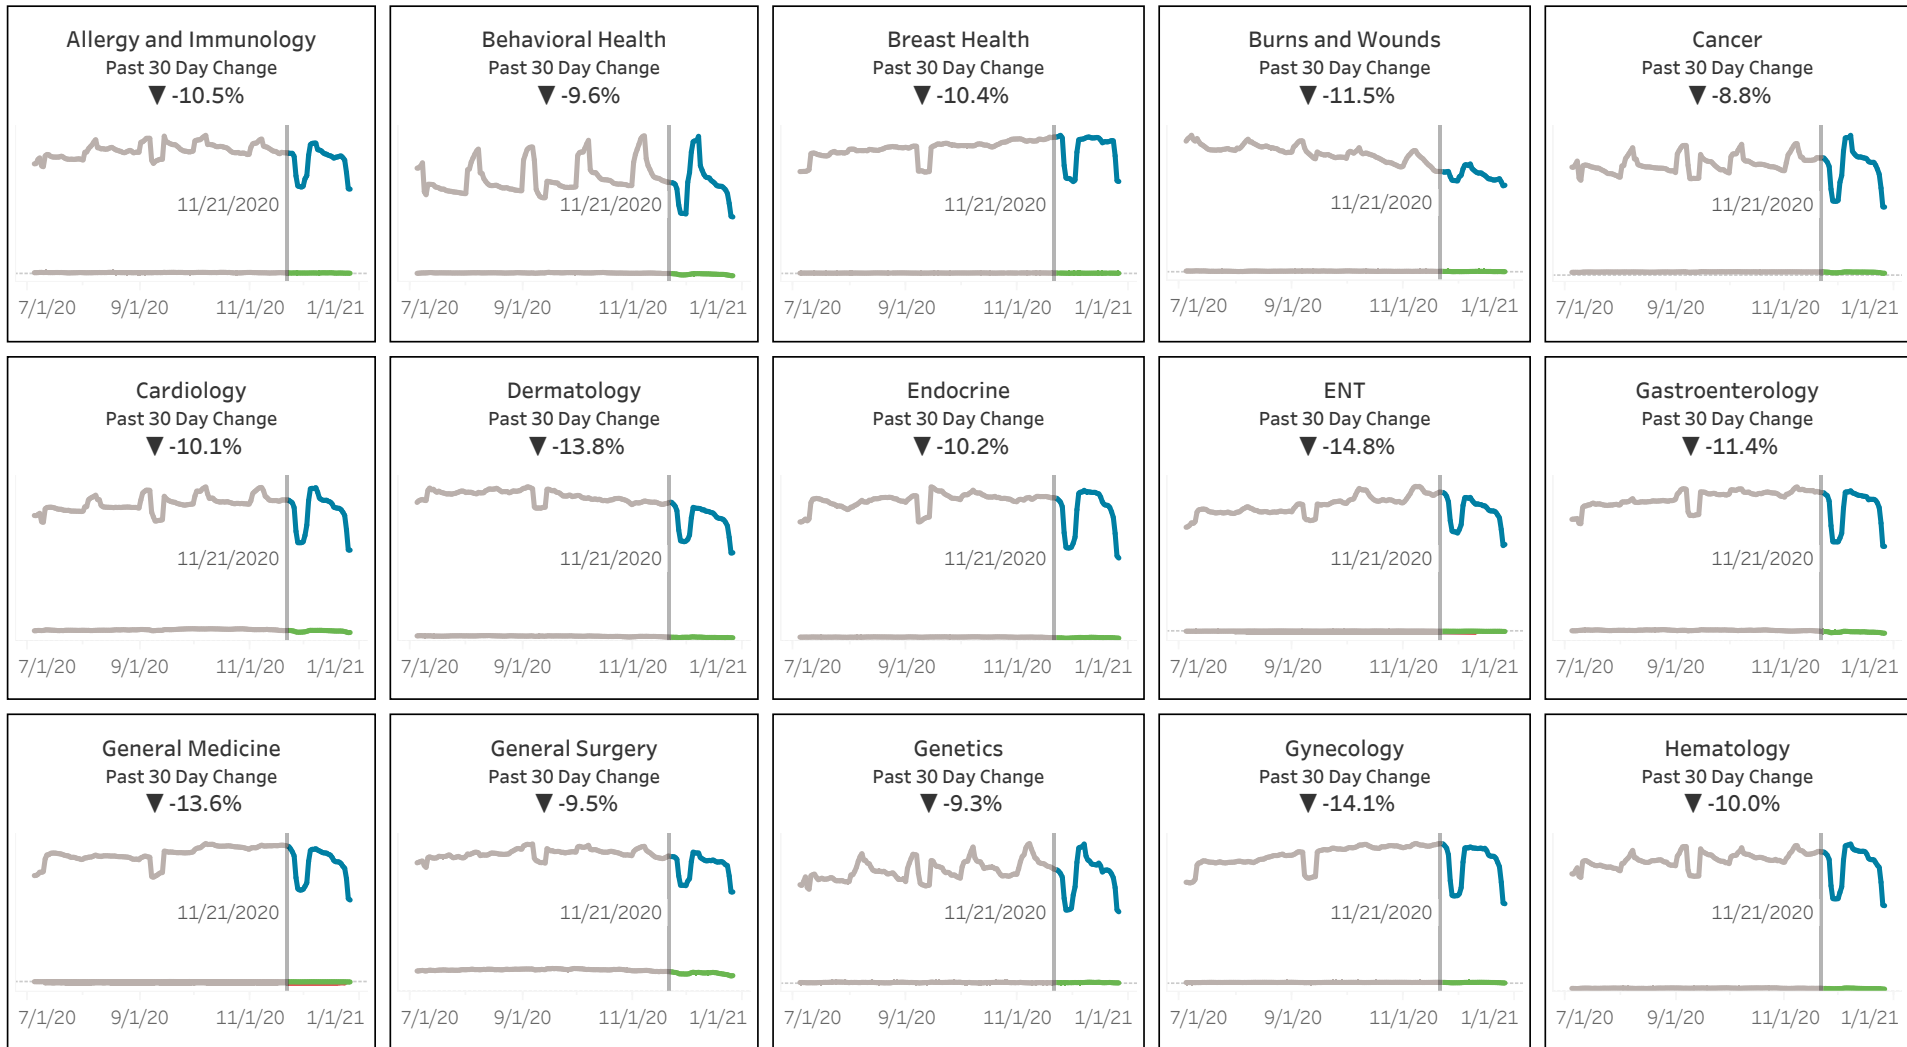 Allergy and Immunology
Past 30 Day Change
▼ -10.5%
11/21/2020
7/1/20 9/1/20 11/1/20 1/1/21
Behavioral Health
Past 30 Day Change
▼ -9.6%
11/21/2020
7/1/20 9/1/20 11/1/20 1/1/21
Breast Health
Past 30 Day Change
▼ -10.4%
11/21/2020
7/1/20 9/1/20 11/1/20 1/1/21
Burns and Wounds
Past 30 Day Change
▼ -11.5%
11/21/2020
7/1/20 9/1/20 11/1/20 1/1/21
Cancer
Past 30 Day Change
▼ -8.8%
11/21/2020
7/1/20 9/1/20 11/1/20 1/1/21
Cardiology
Past 30 Day Change
▼ -10.1%
11/21/2020
7/1/20 9/1/20 11/1/20 1/1/21
Dermatology
Past 30 Day Change
▼ -13.8%
11/21/2020
7/1/20 9/1/20 11/1/20 1/1/21
Endocrine
Past 30 Day Change
▼ -10.2%
11/21/2020
7/1/20 9/1/20 11/1/20 1/1/21
ENT
Past 30 Day Change
▼ -14.8%
11/21/2020
7/1/20 9/1/20 11/1/20 1/1/21
Gastroenterology
Past 30 Day Change
▼ -11.4%
11/21/2020
7/1/20 9/1/20 11/1/20 1/1/21
General Medicine
Past 30 Day Change
▼ -13.6%
11/21/2020
7/1/20 9/1/20 11/1/20 1/1/21
General Surgery
Past 30 Day Change
▼ -9.5%
11/21/2020
7/1/20 9/1/20 11/1/20 1/1/21
Genetics
Past 30 Day Change
▼ -9.3%
11/21/2020
7/1/20 9/1/20 11/1/20 1/1/21
Gynecology
Past 30 Day Change
▼ -14.1%
11/21/2020
7/1/20 9/1/20 11/1/20 1/1/21
Hematology
Past 30 Day Change
▼ -10.0%
11/21/2020
7/1/20 9/1/20 11/1/20 1/1/21